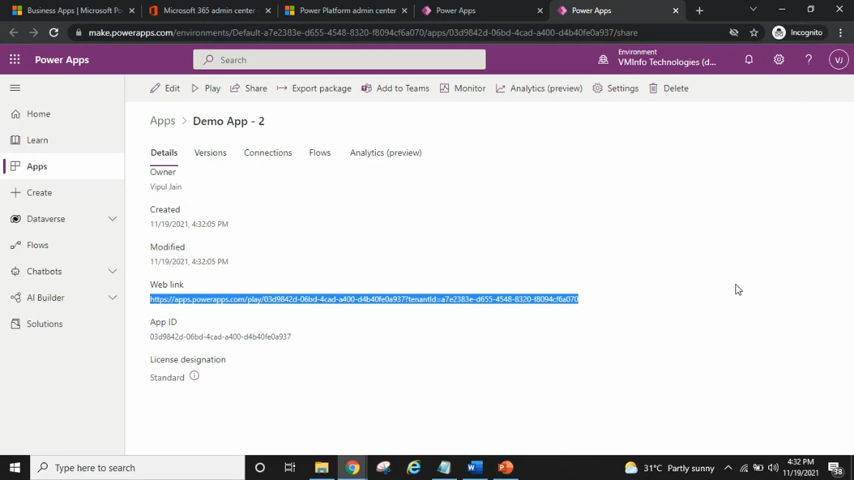 Business Apps | Microsoft Po
Microsoft 365 admin center
Power Platform admin center
Power Apps
Power Apps
make.powerapps.com/environments/Default-a7e2383e-d655-4548-8320-f8094cf6a070/apps/03d9842d-06bd-4cad-a400-d4b40fe0a937/share
Incognito
Power Apps
Search
Environment
VMInfo Technologies (d...
VJ
Edit
Play
Share
Export package
Add to Teams
Monitor
Analytics (preview)
Settings
Delete
Home
Learn
Apps
Create
Dataverse
Flows
Chatbots
AI Builder
Solutions
Apps > Demo App - 2
Details
Versions
Connections
Flows
Analytics (preview)
Owner
Vipul Jain
Created
11/19/2021, 4:32:05 PM
Modified
11/19/2021, 4:32:05 PM
Web link
https://apps.powerapps.com/play/03d9842d-06bd-4cad-a400-d4b40fe0a937?tenantId=a7e2383e-d655-4548-8320-f8094cf6a070
App ID
03d9842d-06bd-4cad-a400-d4b40fe0a937
License designation
Standard
Type here to search
31°C Partly sunny
4:32 PM
11/19/2021
38